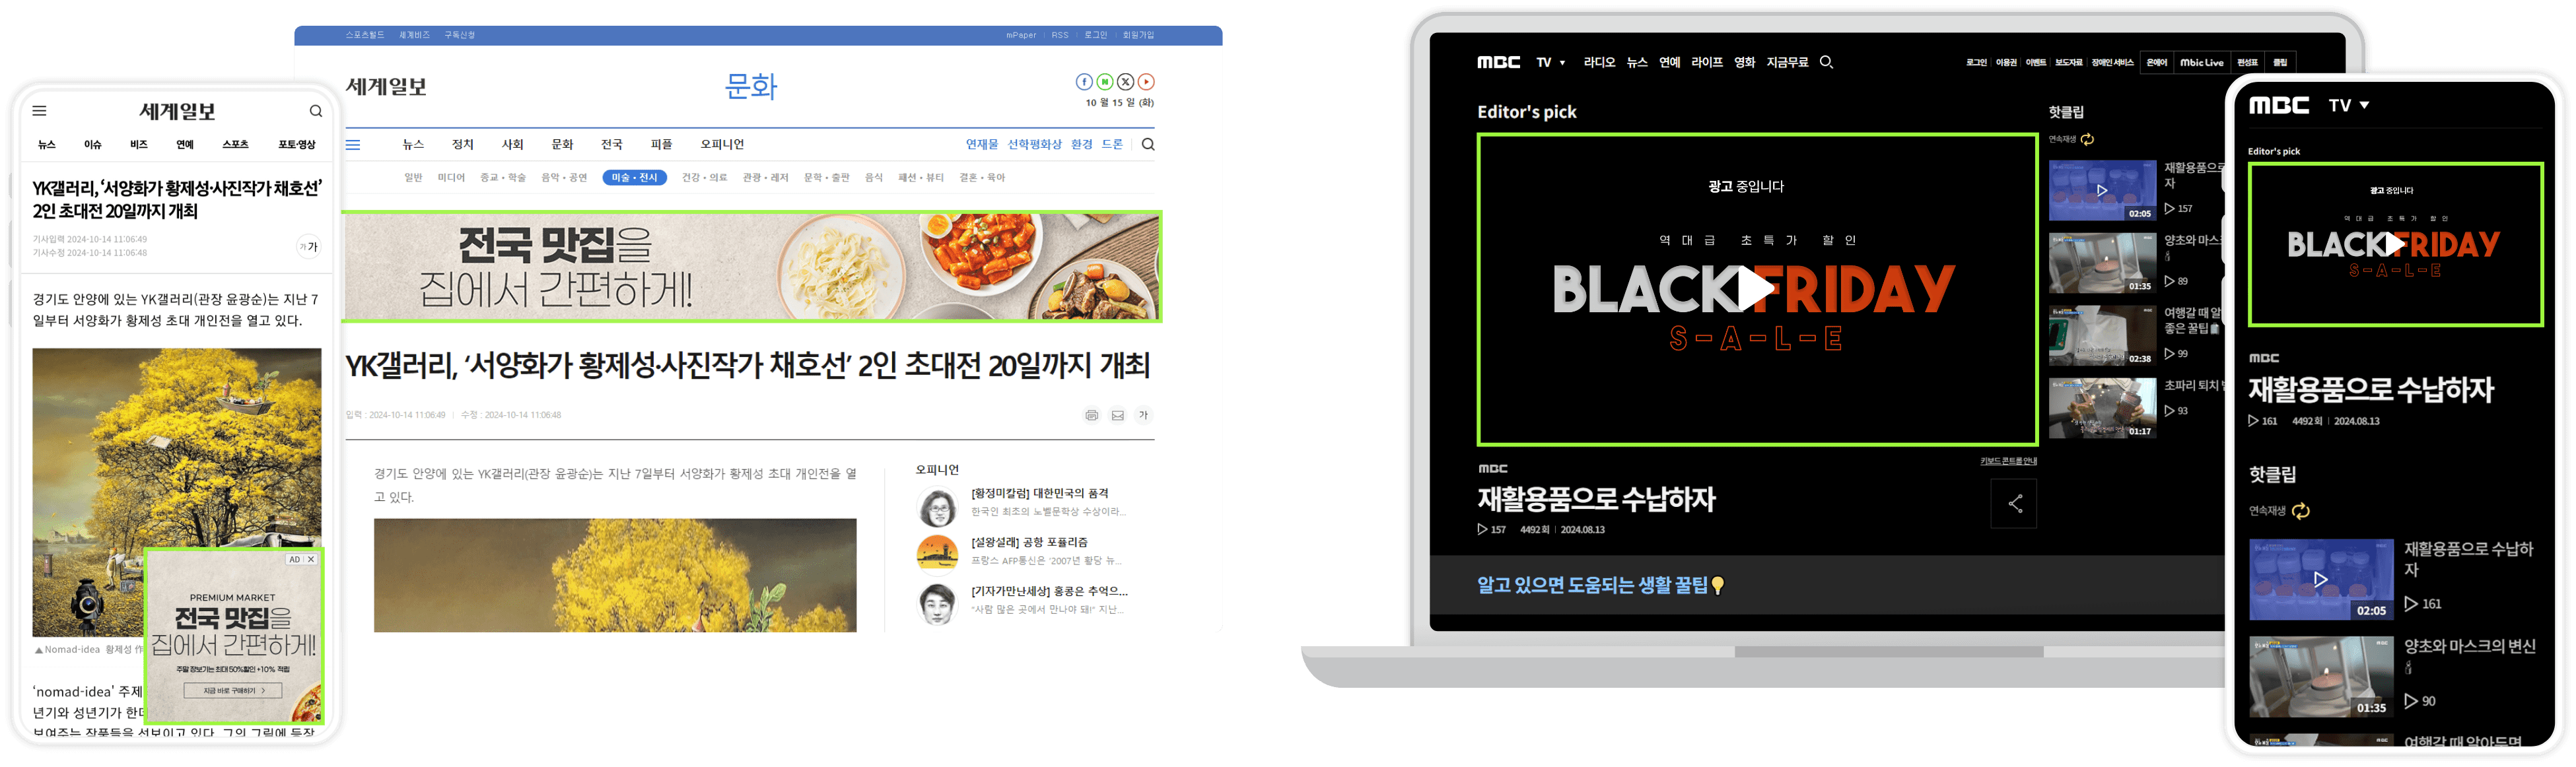 세계일보
뉴스 이슈 비즈 연예 스포츠 포토·영상
YK갤러리, ‘서양화가 황제성·사진작가 채호선’
2인 초대전 20일까지 개최
기사입력 2024-10-14 11:06:49
기사수정 2024-10-14 11:06:48
가 가
경기도 안양에 있는 YK갤러리(관장 윤광순)는 지난 7
일부터 서양화가 황제성 초대 개인전을 열고 있다.
▲Nomad-idea 황제성 作
AD X
PREMIUM MARKET
전국 맛집을
집에서 간편하게!
주말 장보기는 최대 50%할인 +10% 적립
지금 바로 구매하기 >
‘nomad-idea’ 주제
년기와 성년기가 한데
보여주는 작품들을 선보이고 있다. 그의 그림에 등장
스포츠월드 세계비즈 구독신청
mPaper RSS 로그인 회원가입
세계일보
문화
10 월 15 일 (화)
뉴스 정치 사회 문화 전국 피플 오피니언
연재물 선학평화상 환경 드론
일반 미디어 종교・학술 음악・공연 미술・전시 건강・의료 관광・레저 문학・출판 음식 패션・뷰티 결혼・육아
전국 맛집을
집에서 간편하게!
YK갤러리, ‘서양화가 황제성·사진작가 채호선’ 2인 초대전 20일까지 개최
입력 : 2024-10-14 11:06:49 수정 : 2024-10-14 11:06:48
가
경기도 안양에 있는 YK갤러리(관장 윤광순)는 지난 7일부터 서양화가 황제성 초대 개인전을 열
고 있다.
오피니언
[황정미칼럼] 대한민국의 품격
한국인 최초의 노벨문학상 수상이라...
[설왕설래] 공항 포퓰리즘
프랑스 AFP통신은 ‘2007년 활당 뉴...
[기자가만난세상] 홍콩은 추억으...
“사람 많은 곳에서 만나야 돼!” 지난...
MBC TV ▼ 라디오 뉴스 연예 라이프 영화 지금무료
로그인 이용권 이벤트 보도자료 장애인 서비스 온에어 Mbic Live 편성표 클립
Editor's pick
광고 중입니다
역대급 초특가 할인
BLACK FRIDAY
S-A-L-E
핫클립
연속재생
02:05
재활용품으로
자
157
01:35
양초와 마스크
89
02:38
여행갈 때 알
좋은 꿀팁
99
01:17
초파리 퇴치
93
MBC
키보드 콘트롤 안내
재활용품으로 수납하자
157 4492회 2024.08.13
알고 있으면 도움되는 생활 꿀팁
MBC TV ▼
Editor's pick
광고 중입니다
역대급 초특가 할인
BLACK FRIDAY
S-A-L-E
MBC
재활용품으로 수납하자
161 4492회 2024.08.13
핫클립
연속재생
02:05
재활용품으로 수납하
자
161
01:35
양초와 마스크의 변신
90
여행갈 때 알아두면